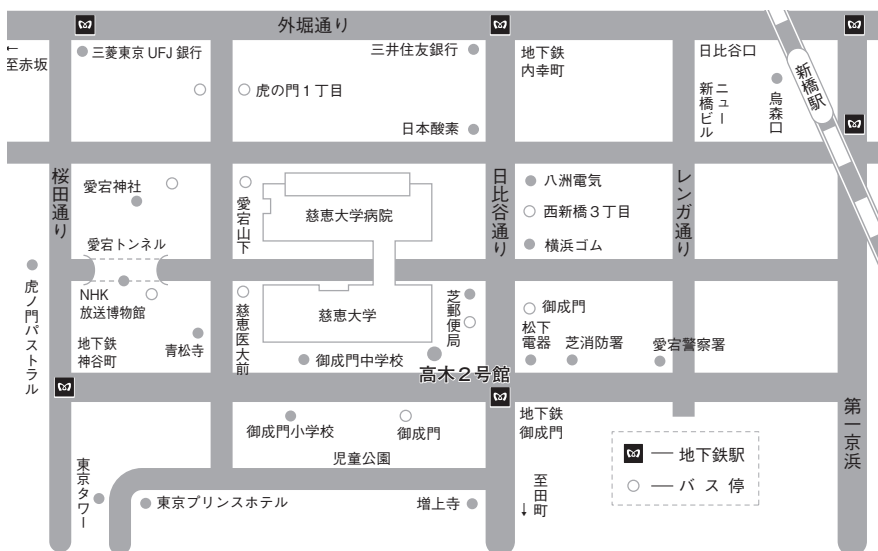 外堀通り
←
至赤坂
三菱東京UFJ銀行
三井住友銀行
地下鉄
内幸町
日比谷口
新橋駅
虎の門1丁目
日本酸素
ニュー
新橋ビル
烏森口
桜田通り
愛宕神社
愛宕山下
慈恵大学病院
日比谷通り
八洲電気
西新橋3丁目
横浜ゴム
レンガ通り
愛宕トンネル
虎ノ門パストラル
NHK
放送博物館
慈恵医大前
慈恵大学
芝郵便局
御成門
松下
電器
芝消防署
愛宕警察署
地下鉄
神谷町
青松寺
御成門中学校
高木2号館
御成門小学校
御成門
地下鉄
御成門
第一京浜
児童公園
地下鉄駅
バス停
東京タワー
東京プリンスホテル
増上寺
至田町
↓